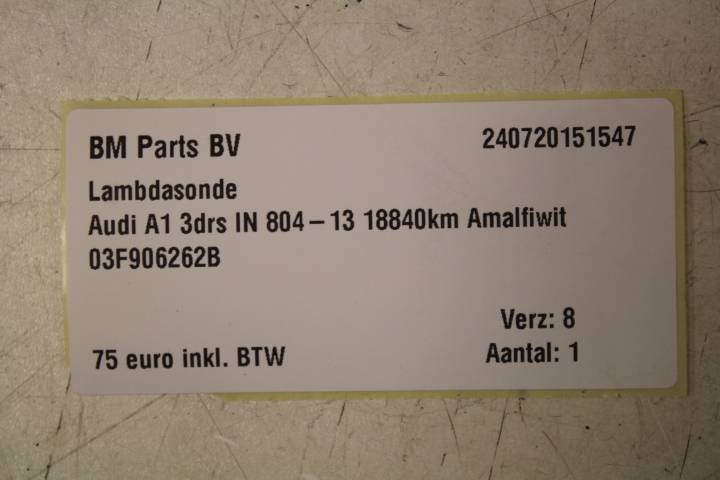 BM Parts BV 240720151547
Lambdasonde
Audi A1 3drs IN 804-13 18840km Amalfiwit
03F906262B
Verz: 8
75 euro inkl. BTW Aantal: 1